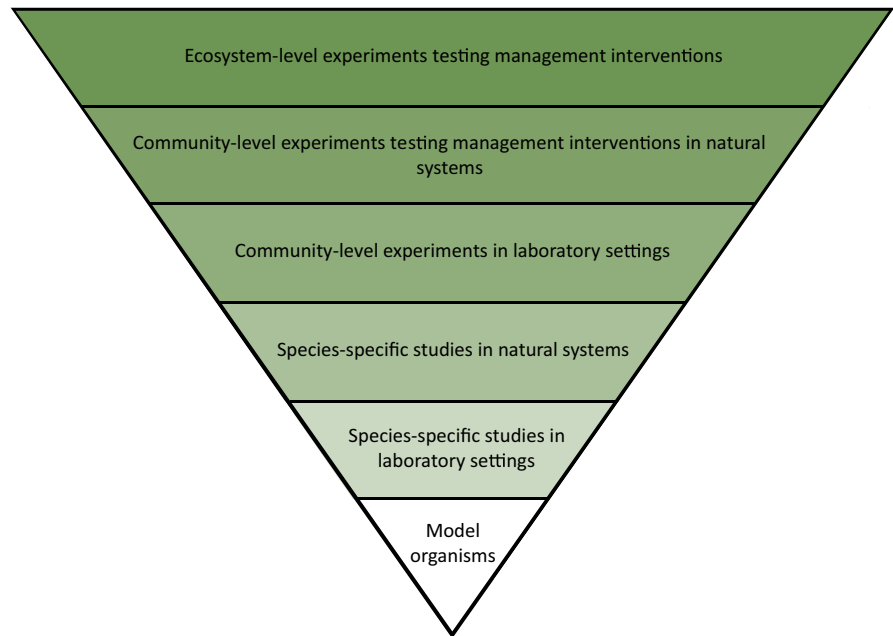 Ecosystem-level experiments testing management interventions
Community-level experiments testing management interventions in natural
systems
Community-level experiments in laboratory settings
Species-specific studies in natural systems
Species-specific studies in
laboratory settings
Model
organisms